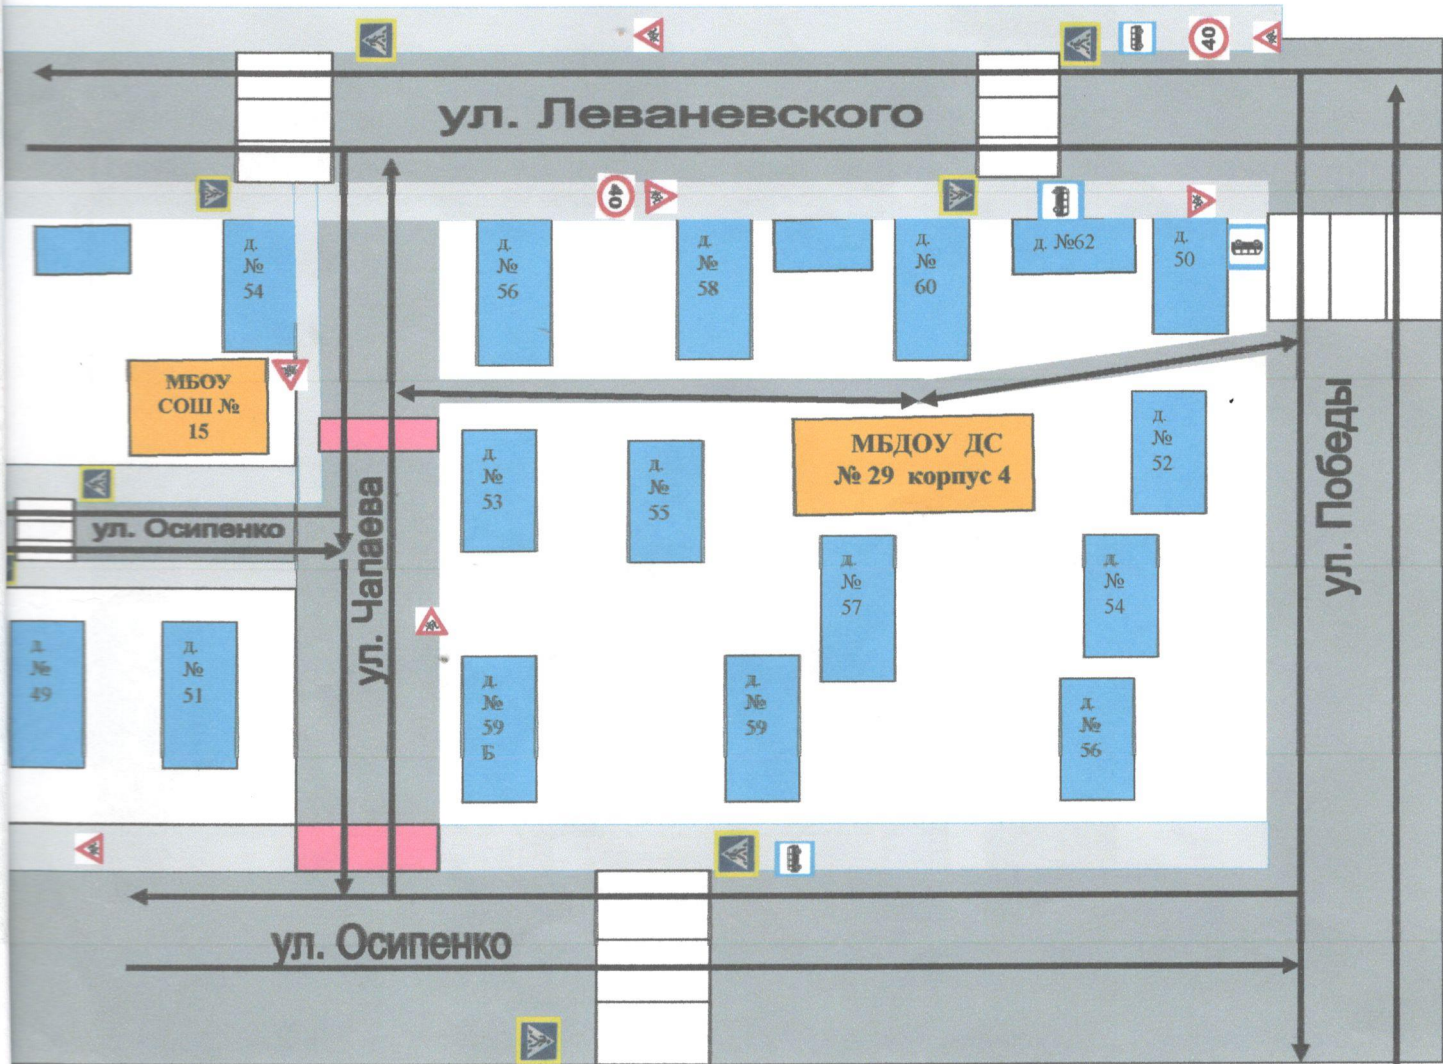 40
ул. Леваневского
40
д.
№
54
д.
№
56
д.
№
58
д.
№
60
д. №62
д.
50
МБОУ
СОШ №
15
МБДОУ ДС
№ 29 корпус 4
д.
№
52
д.
№
53
д.
№
55
ул. Осипенко
ул. Чапаева
ул. Победы
д.
№
57
д.
№
54
д.
№
49
д.
№
51
д.
№
59
Б
д.
№
59
д.
№
56
ул. Осипенко